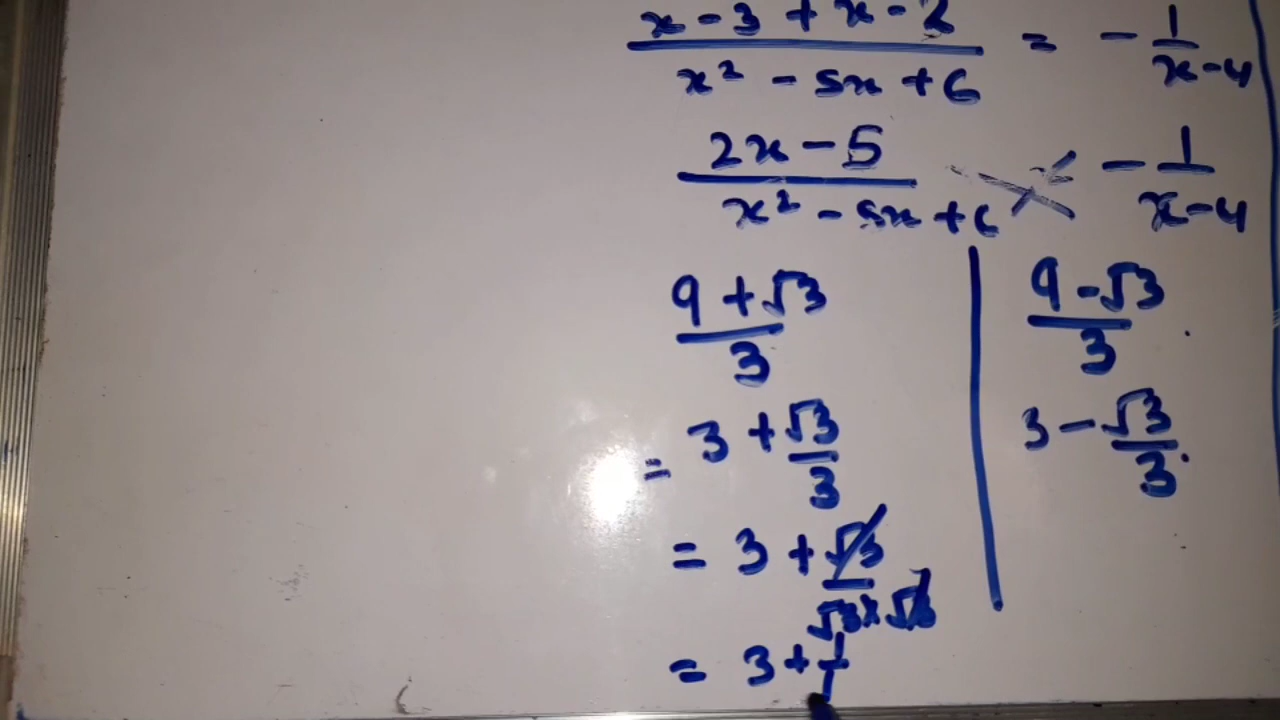 x - 3 + x - 2 / x² - 5x + 6 = - 1 / x - 4
2x - 5 / x² - 5x + 6 = - 1 / x - 4
9 + √3 / 3
= 3 + √3 / 3
= 3 + √3 / √3 × √3
= 3 + 1 /
9 - √3 / 3
3 - √3 / 3